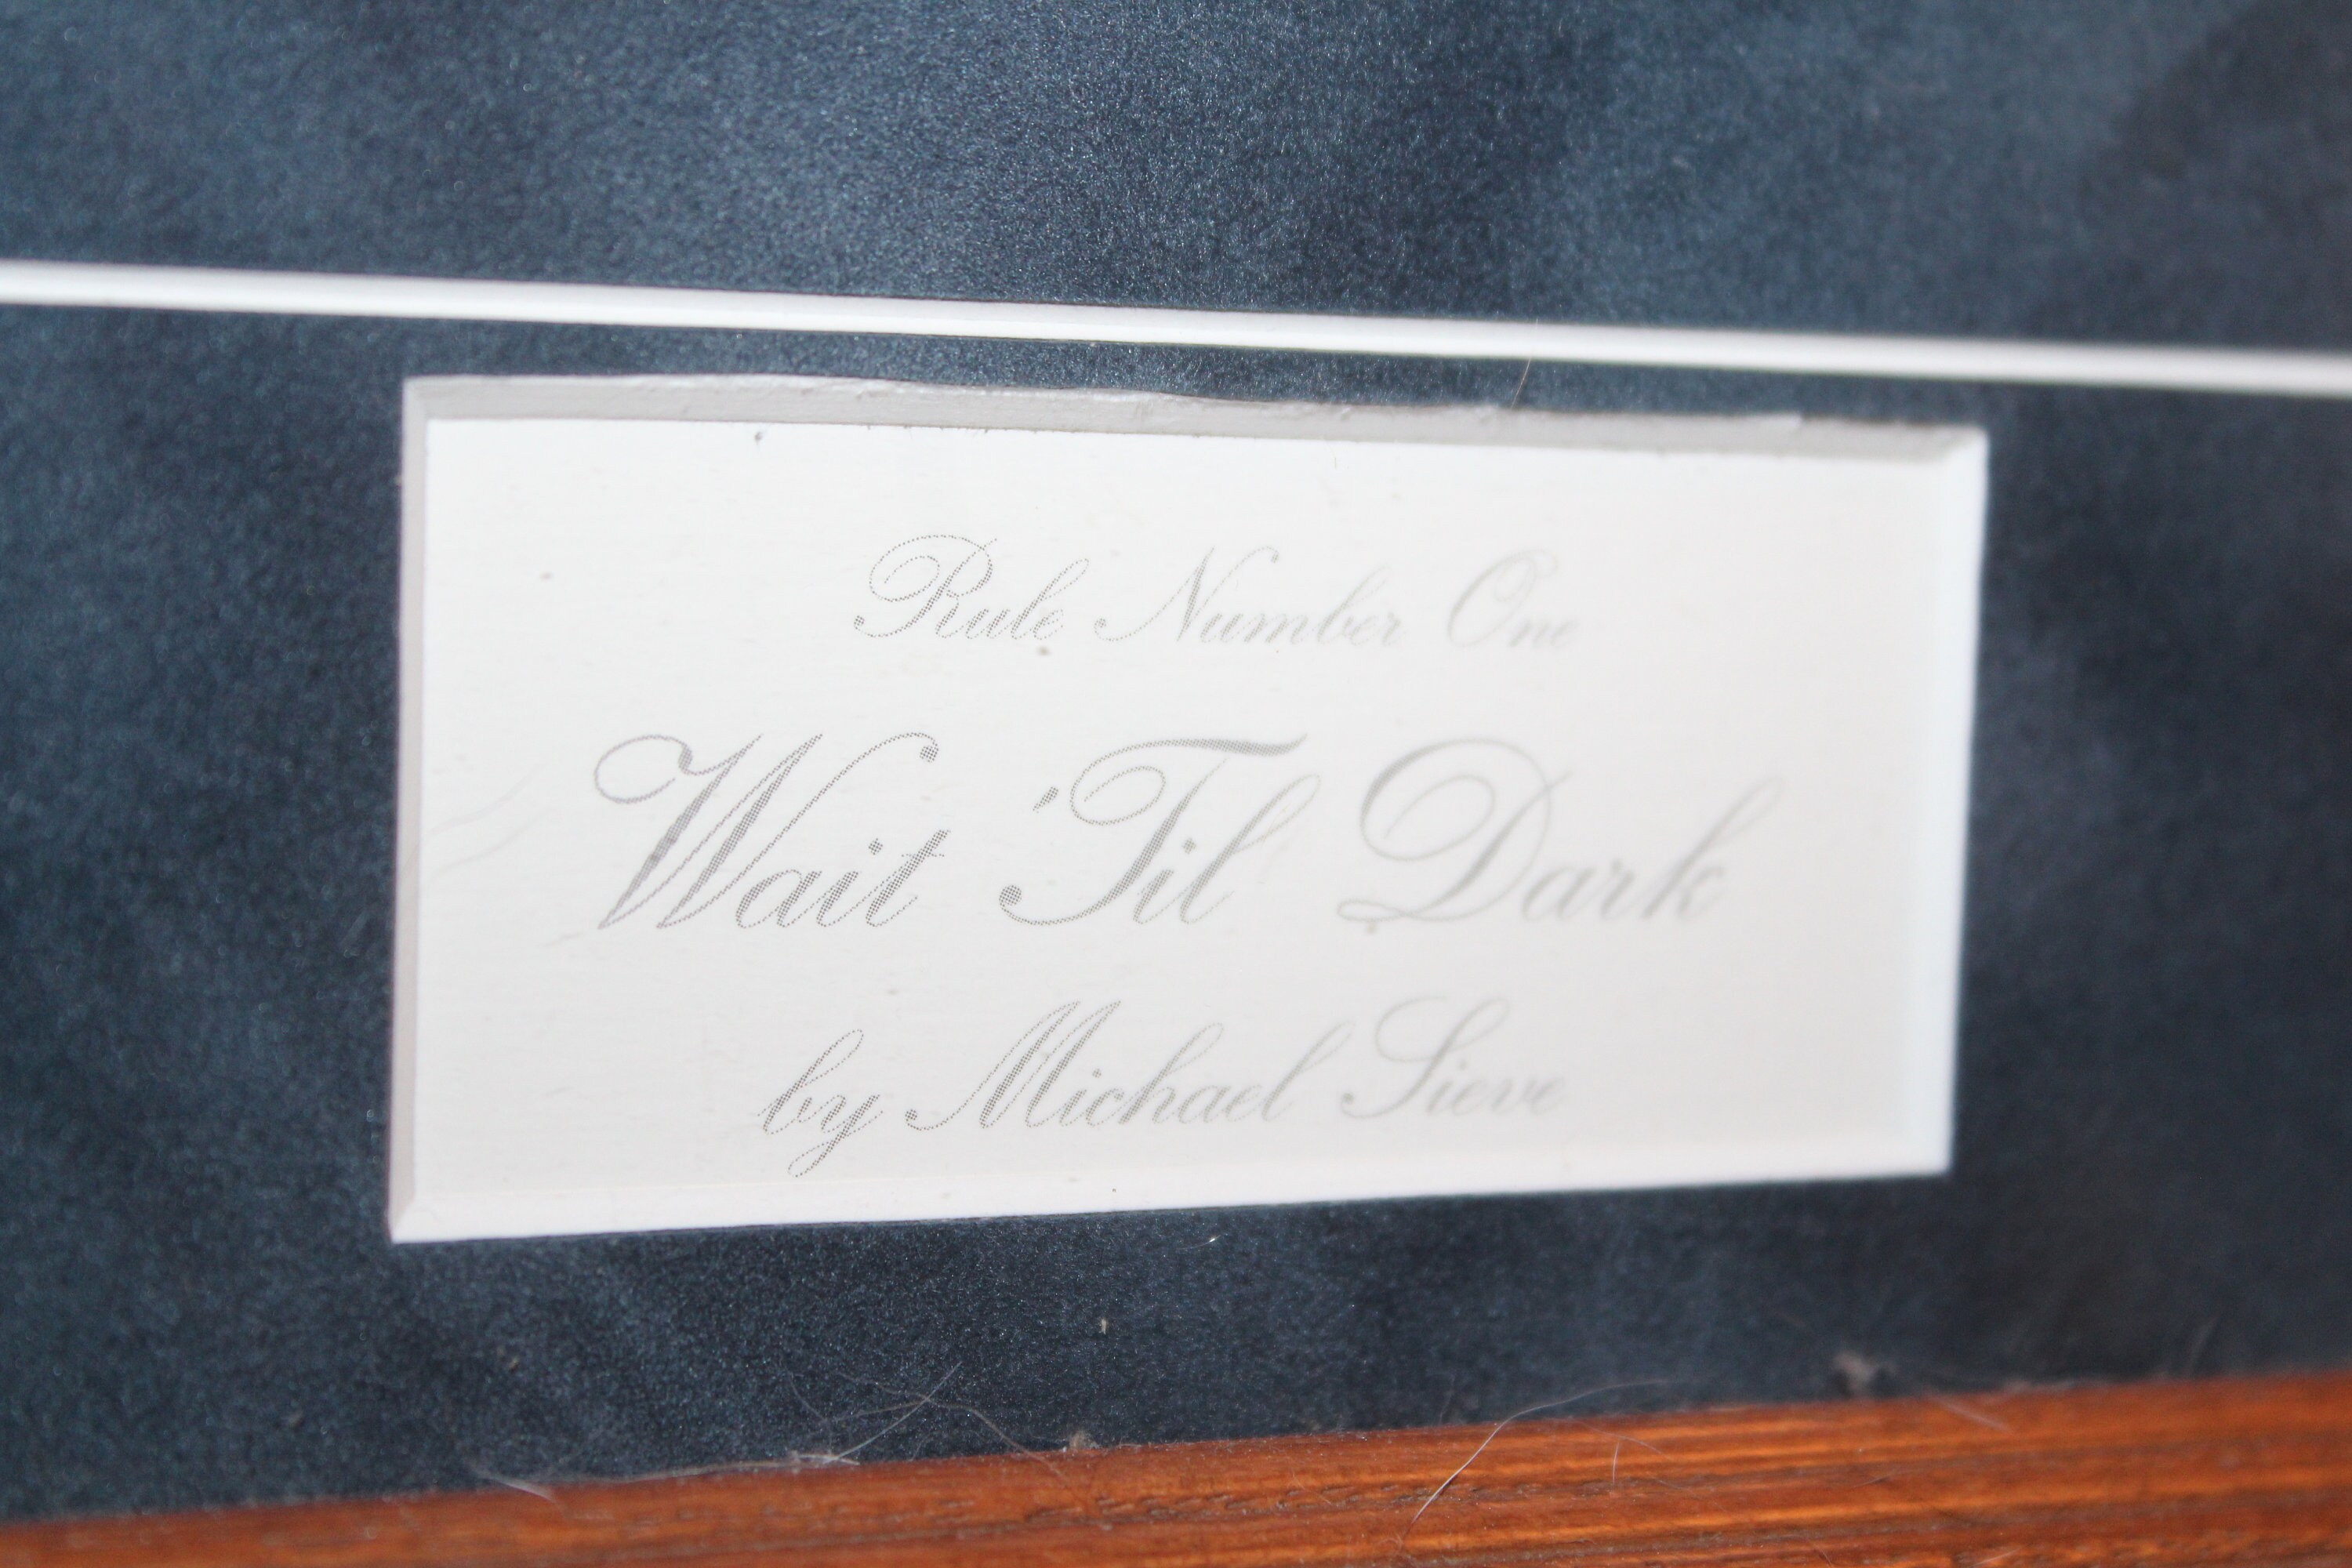 Rule Number One
Wait 'Til Dark
by Michael Sieve